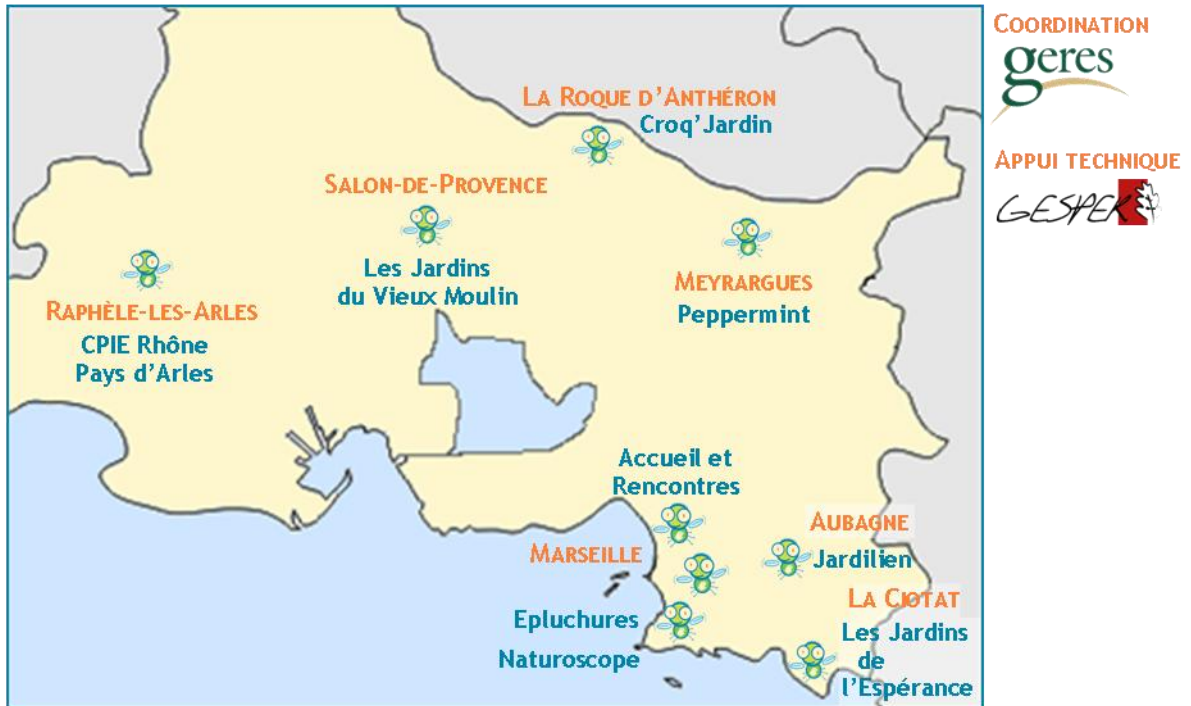 COORDINATION
geres
APPUI TECHNIQUE
GESPER
LA ROQUE D'ANTHÉRON
Croq'Jardin
SALON-DE-PROVENCE
Les Jardins
du Vieux Moulin
MEYRARGUES
Peppermint
RAPHÈLE-LES-ARLES
CPIE Rhône
Pays d'Arles
Accueil et
Rencontres
MARSEILLE
AUBAGNE
Jardilien
Epluchures
Naturoscope
LA CIOTAT
Les Jardins
de
l'Espérance